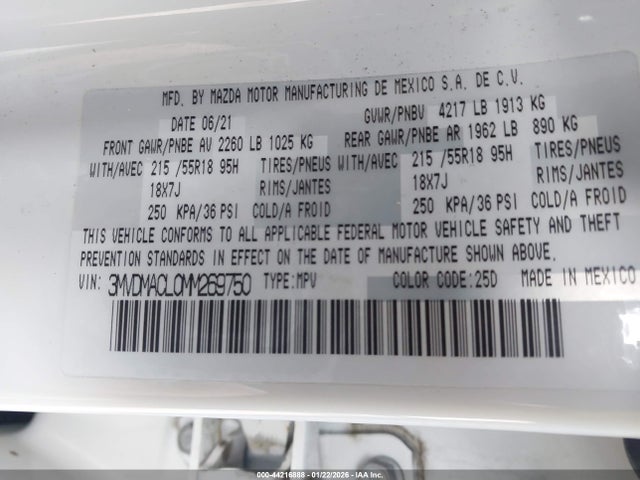 MFD. BY MAZDA MOTOR MANUFACTURING DE MEXICO S.A. DE C.V.
DATE 06/21 GVWR/PNBV 4217 LB 1913 KG
FRONT GAWR/PNBE AV 2260 LB 1025 KG REAR GAWR/PNBE AR 1962 LB 890 KG
WITH/AVEC 215 /55R18 95H TIRES/PNEUS WITH/AVEC 215 /55R18 95H TIRES/PNEUS
18X7J RIMS/JANTES 18X7J RIMS/JANTES
250 KPA/36 PSI COLD/A FROID 250 KPA/36 PSI COLD/A FROID
THIS VEHICLE CONFORMS TO ALL APPLICABLE FEDERAL MOTOR VEHICLE SAFETY AND THEFT
PREVENTION STANDARDS IN EFFECT ON THE DATE OF MANUFACTURE SHOWN ABOVE.
VIN: 3MVDMACL0MM269750 TYPE:MPV COLOR CODE:25D MADE IN MEXICO
000-44216888 - 01/22/2026 - © IAA Inc.